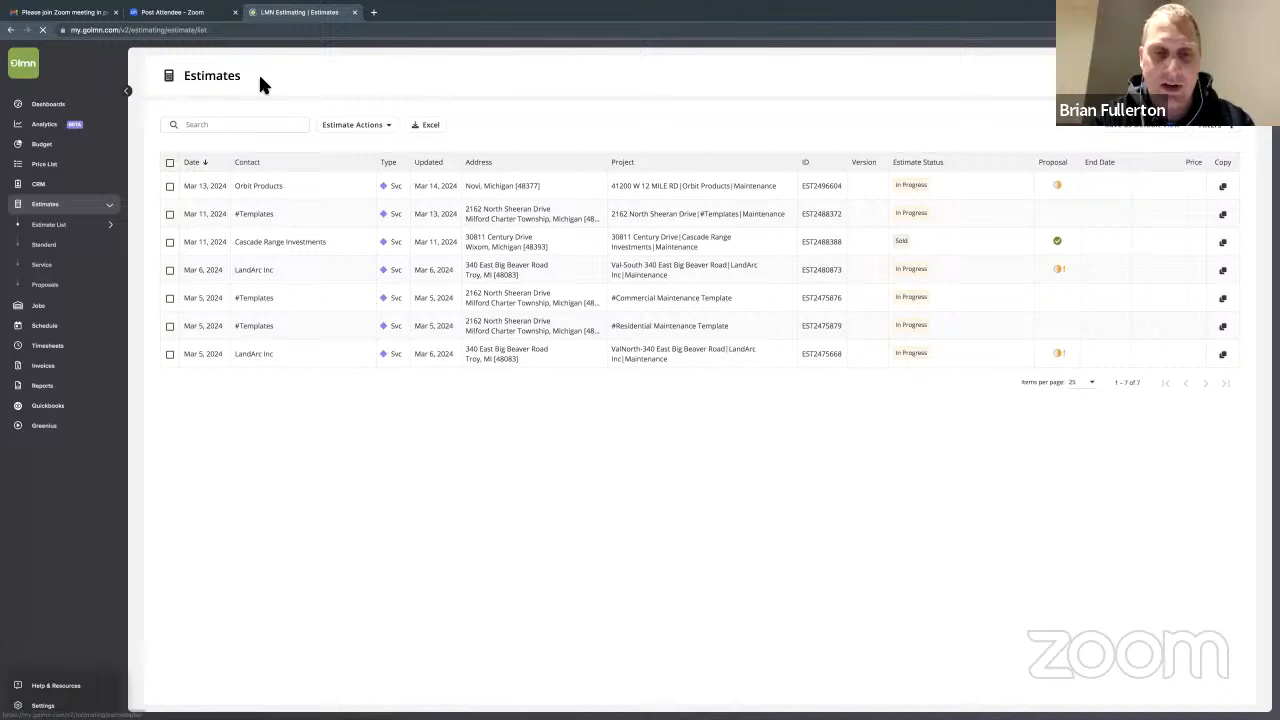 Please join Zoom meeting in p
Post Attendee - Zoom
LMN Estimating | Estimates
my.golmn.com/v2/estimating/estimate/list
Brian Fullerton
lmn
Dashboards
Analytics BETA
Budget
Price List
CRM
Estimates
Estimate List
Standard
Service
Proposals
Jobs
Schedule
Timesheets
Invoices
Reports
Quickbooks
Greenius
Help & Resources
Settings
https://my.golmn.com/v2/estimating/estimate/list
Estimates
Search Estimate Actions Excel
Date Contact Type Updated Address Project ID Version Estimate Status Proposal End Date Price Copy
Mar 13, 2024 Orbit Products Svc Mar 14, 2024 Novi, Michigan [48377] 41200 W 12 MILE RD|Orbit Products|Maintenance EST2496604 In Progress
Mar 11, 2024 #Templates Svc Mar 13, 2024 2162 North Sheeran Drive 2162 North Sheeran Drive|#Templates|Maintenance EST2488372 In Progress
Milford Charter Township, Michigan [48...
Mar 11, 2024 Cascade Range Investments Svc Mar 11, 2024 30811 Century Drive 30811 Century Drive|Cascade Range EST2488388 Sold
Wixom, Michigan [48393] Investments|Maintenance
Mar 6, 2024 LandArc Inc Svc Mar 6, 2024 340 East Big Beaver Road Val-South 340 East Big Beaver Road|LandArc EST2480873 In Progress !
Troy, MI [48083] Inc|Maintenance
Mar 5, 2024 #Templates Svc Mar 5, 2024 2162 North Sheeran Drive #Commercial Maintenance Template EST2475876 In Progress
Milford Charter Township, Michigan [48...
Mar 5, 2024 #Templates Svc Mar 5, 2024 2162 North Sheeran Drive #Residential Maintenance Template EST2475879 In Progress
Milford Charter Township, Michigan [48...
Mar 5, 2024 LandArc Inc Svc Mar 6, 2024 340 East Big Beaver Road ValNorth-340 East Big Beaver Road|LandArc EST2475668 In Progress !
Troy, MI [48083] Inc|Maintenance
Items per page: 25 1 – 7 of 7
zoom